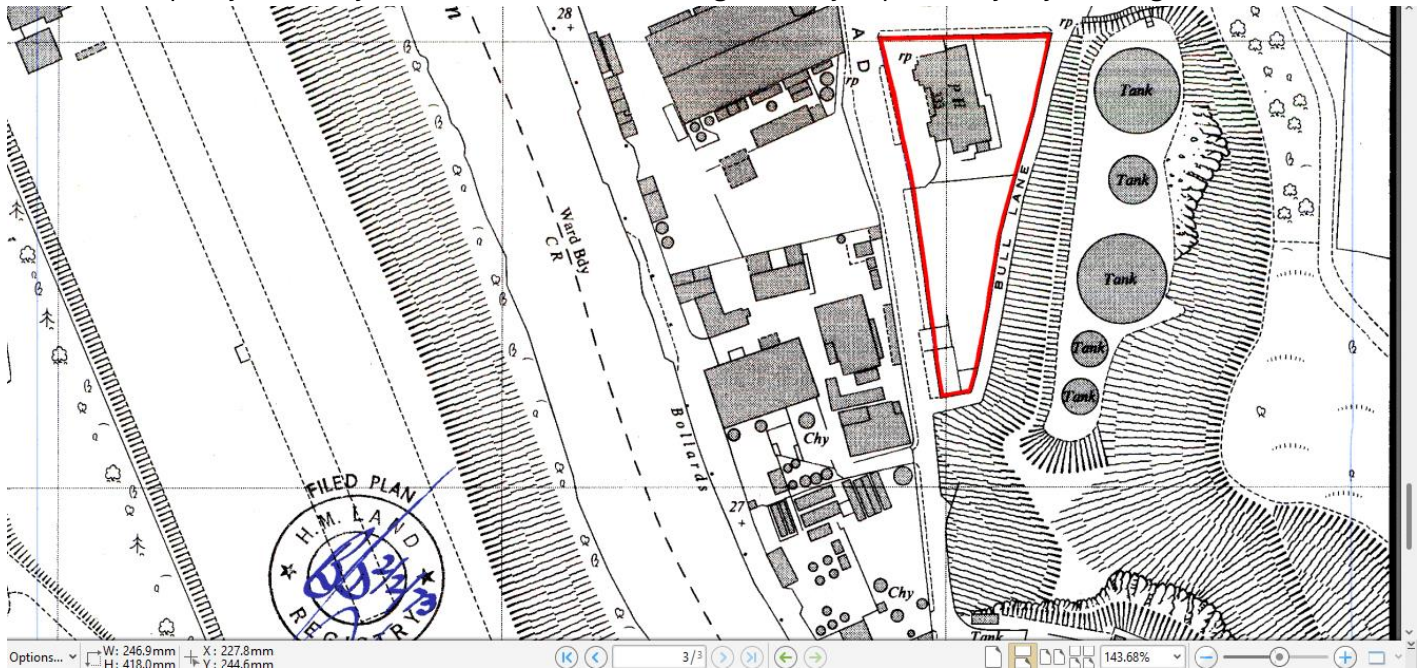 28
n
A D
rp
rp
rp
P H
Tank
Tank
BULL LANE
Ward Bdy
C R
Tank
Tank
Tank
Bollards
Chy
27
FILED PLAN
H.M. LAND
REGISTRY
Chy
Tank
Options...
W: 246.9mm
H: 418.0mm
X : 227.8mm
Y : 244.6mm
3/3
143.68%